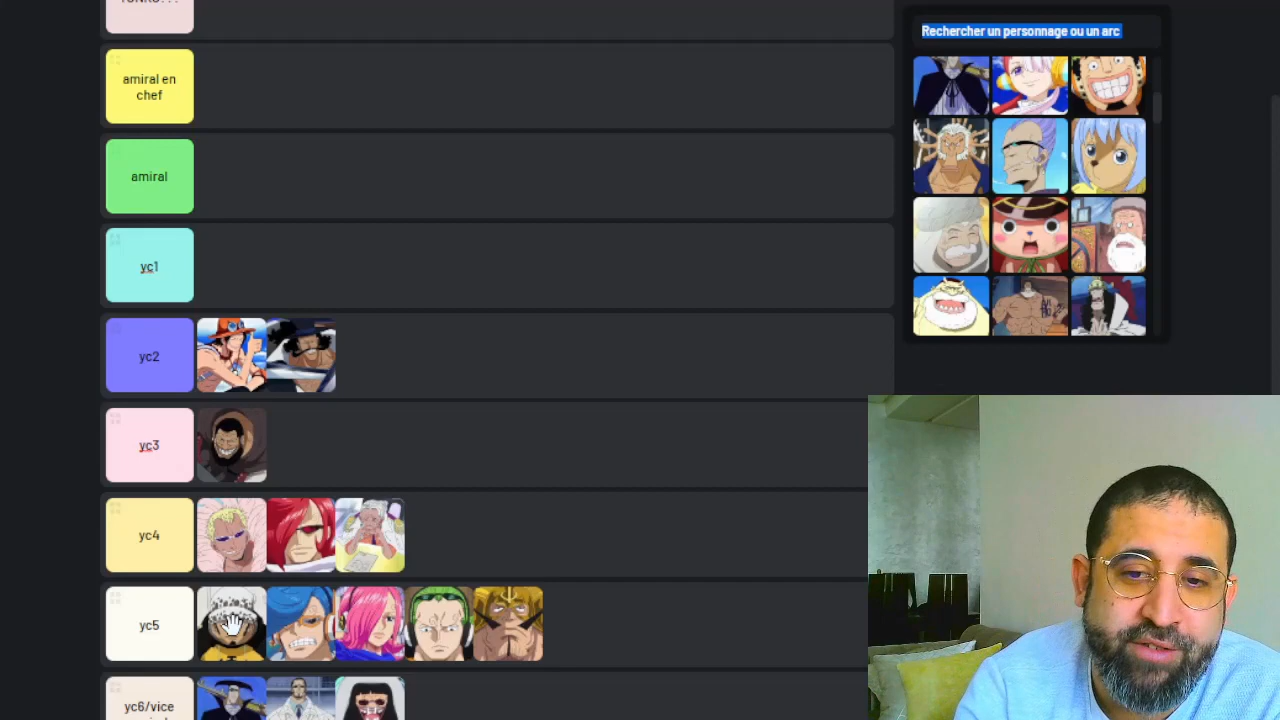 Rechercher un personnage ou un arc
amiral en
chef
amiral
yc1
yc2
yc3
yc4
yc5
yc6/vice